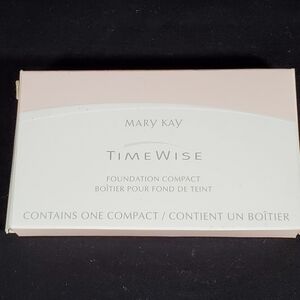 MARY KAY
TIMEWISE
FOUNDATION COMPACT
BOÎTIER POUR FOND DE TEINT
CONTAINS ONE COMPACT / CONTIENT UN BOÎTIER